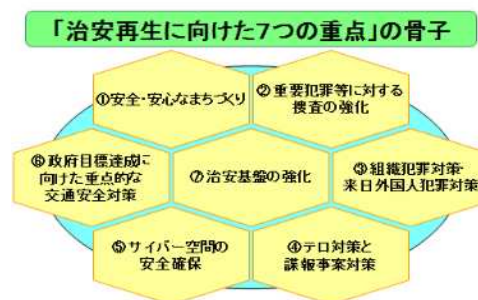 「治安再生に向けた7つの重点」の骨子
①安全・安心なまちづくり
②重要犯罪等に対する
捜査の強化
③組織犯罪対策・
来日外国人犯罪対策
④テロ対策と
諜報事案対策
⑤サイバー空間の
安全確保
⑥政府目標達成に
向けた重点的な
交通安全対策
⑦治安基盤の強化